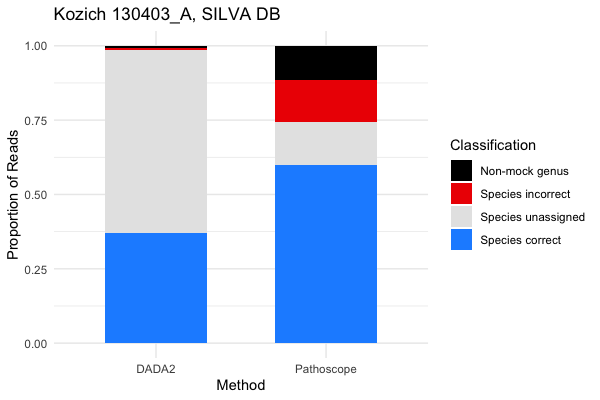 Kozich 130403_A, SILVA DB
Proportion of Reads
1.00
0.75
0.50
0.25
0.00
DADA2
Pathoscope
Method
Classification
Non-mock genus
Species incorrect
Species unassigned
Species correct